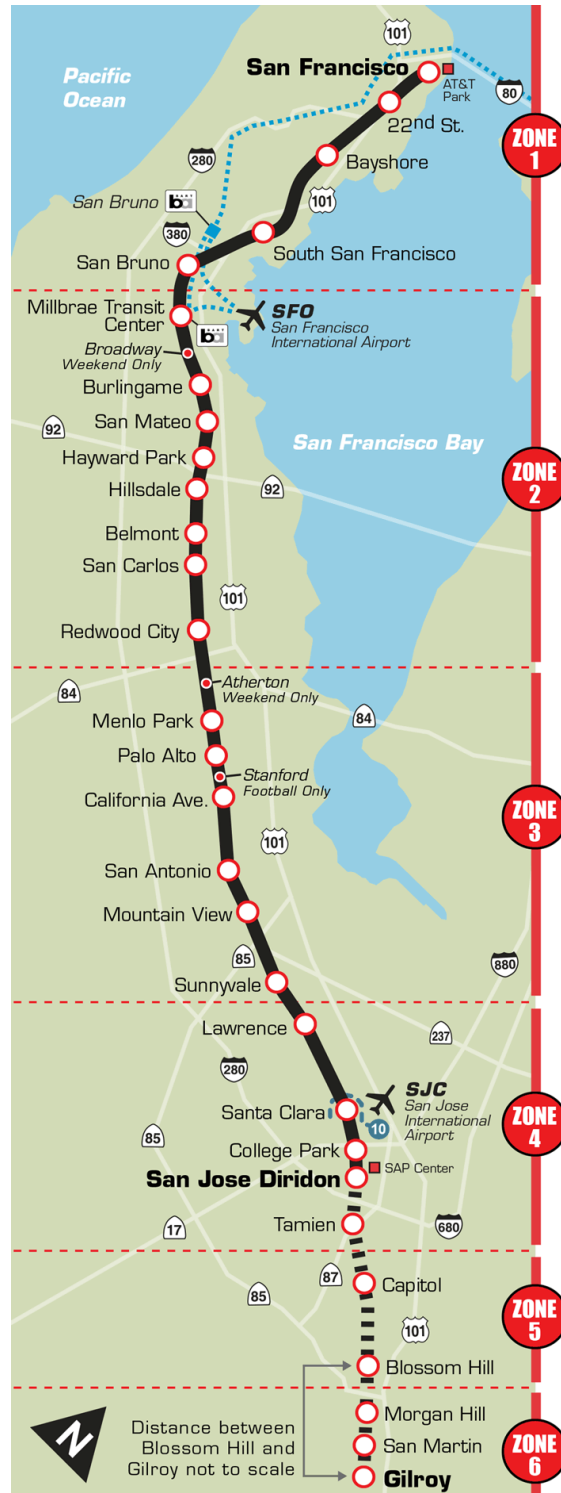 101
Pacific
Ocean
San Francisco
AT&T
Park
80
22nd St.
ZONE
1
280
Bayshore
San Bruno
ba
101
380
South San Francisco
San Bruno
Millbrae Transit
Center
ba
SFO
San Francisco
International Airport
Broadway
Weekend Only
Burlingame
92
San Mateo
San Francisco Bay
Hayward Park
ZONE
2
Hillsdale
92
Belmont
San Carlos
101
Redwood City
84
Atherton
Weekend Only
Menlo Park
84
Palo Alto
Stanford
Football Only
California Ave.
ZONE
3
101
San Antonio
Mountain View
85
880
Sunnyvale
Lawrence
237
280
SJC
San Jose
International
Airport
Santa Clara
10
ZONE
4
85
College Park
SAP Center
San Jose Diridon
17
Tamien
680
87
Capitol
85
101
ZONE
5
Blossom Hill
N
Distance between
Blossom Hill and
Gilroy not to scale
Morgan Hill
San Martin
Gilroy
ZONE
6